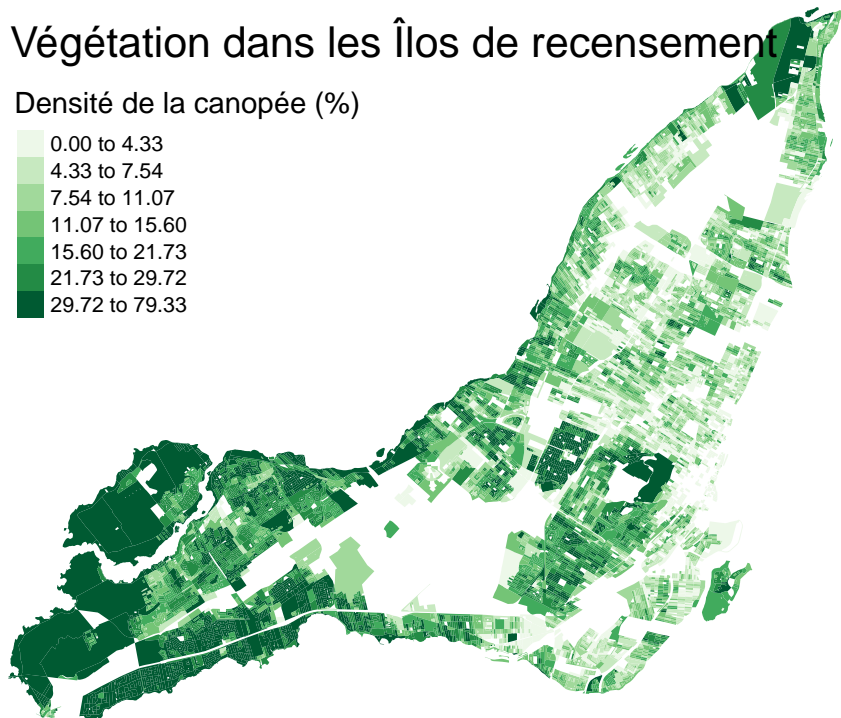 Végétation dans les Îlos de recensement
Densité de la canopée (%)
0.00 to 4.33
4.33 to 7.54
7.54 to 11.07
11.07 to 15.60
15.60 to 21.73
21.73 to 29.72
29.72 to 79.33